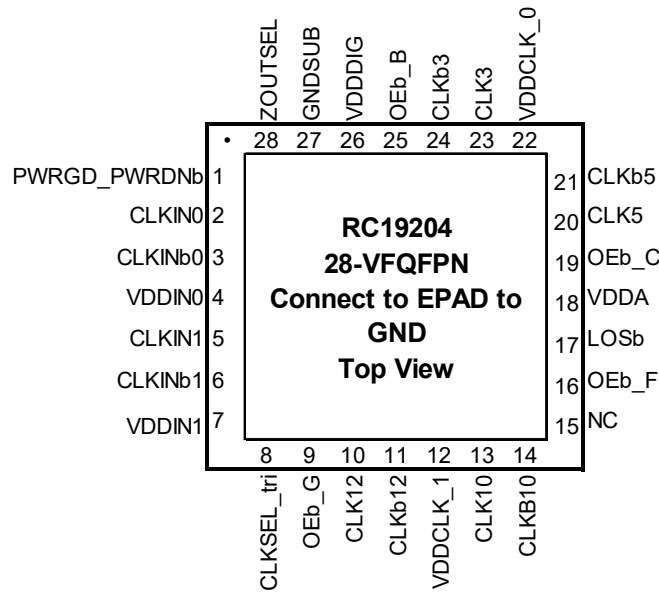 ZOUTSEL
GNDSUB
VDDDIG
OEb_B
CLKb3
CLK3
VDDCLK_0
28 27 26 25 24 23 22
PWRGD_PWRDNb 1
CLKIN0 2
CLKINb0 3
VDDIN0 4
CLKIN1 5
CLKINb1 6
VDDIN1 7
RC19204
28-VFQFPN
Connect to EPAD to
GND
Top View
21 CLKb5
20 CLK5
19 OEb_C
18 VDDA
17 LOSb
16 OEb_F
15 NC
8 9 10 11 12 13 14
CLKSEL_tri
OEb_G
CLK12
CLKb12
VDDCLK_1
CLK10
CLKB10